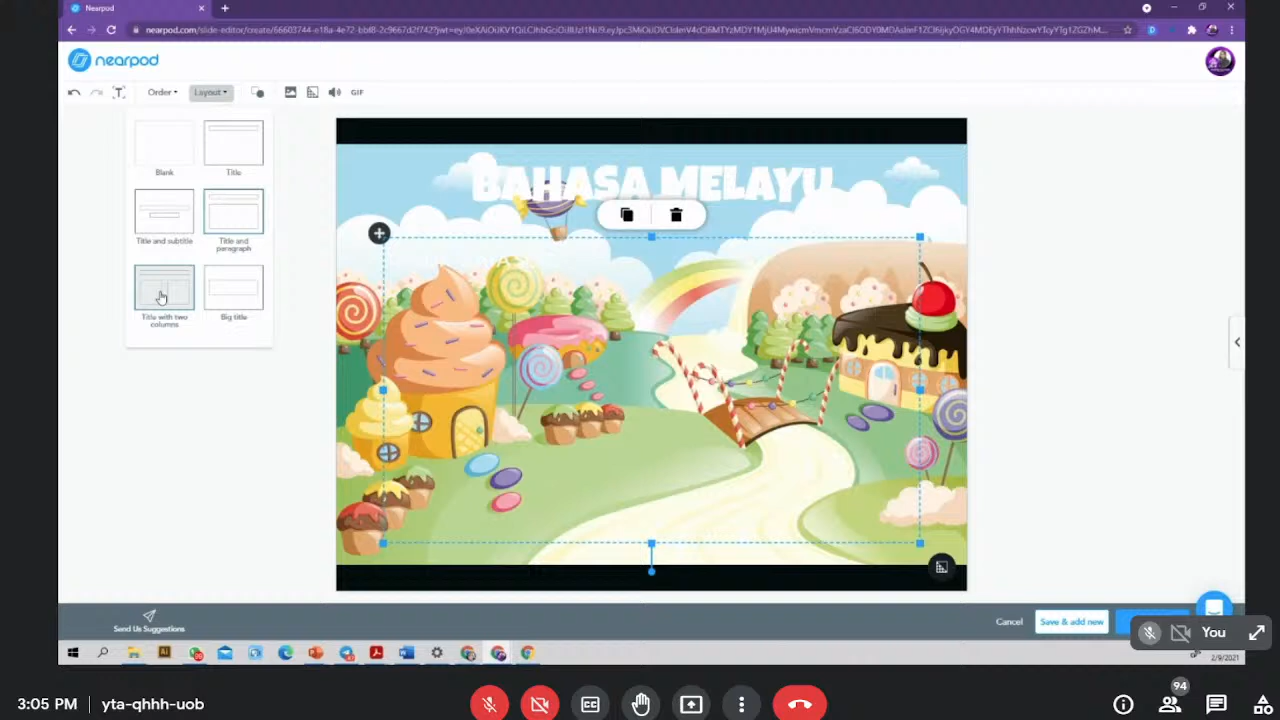 Nearpod
nearpod
Order
Layout
GIF
Blank
Title
Title and subtitle
Title and
paragraph
Title with two
columns
Big title
BAHASA MELAYU
Send Us Suggestions
Cancel
Save & add new
You
2/9/2021
3:05 PM | yta-qhhh-uob
94